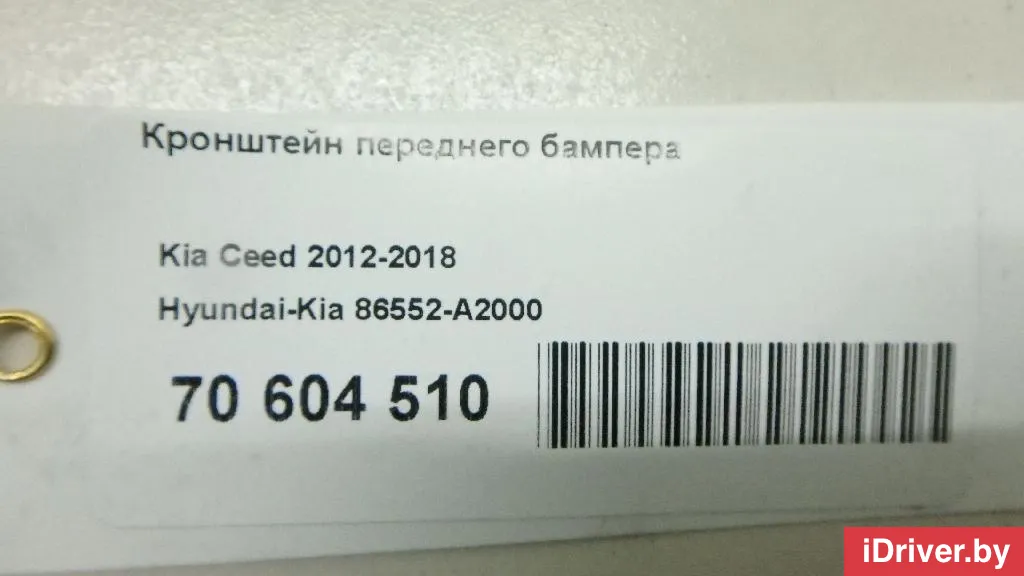 Кронштейн переднего бампера
Kia Ceed 2012-2018
Hyundai-Kia 86552-A2000
70 604 510
iDriver.by